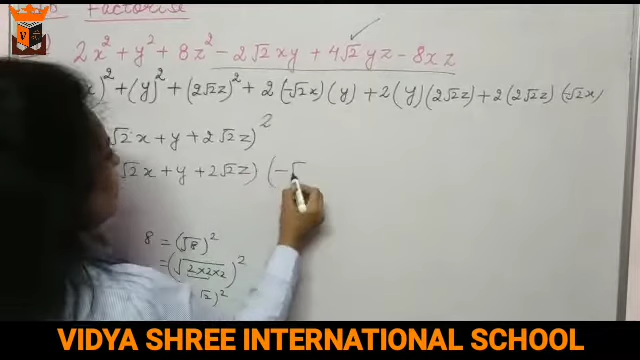 Factorise
2x² + y² + 8z² - 2√2 xy + 4√2 yz - 8xz
x)² + (y)² + (2√2z)² + 2(-√2x)(y) + 2(y)(2√2z) + 2(2√2z)(-√2x)
√2x + y + 2√2z)²
√2x + y + 2√2z) (-√
8 = (√8)²
= (√2×2×2)²
√2)²
VIDYA SHREE INTERNATIONAL SCHOOL